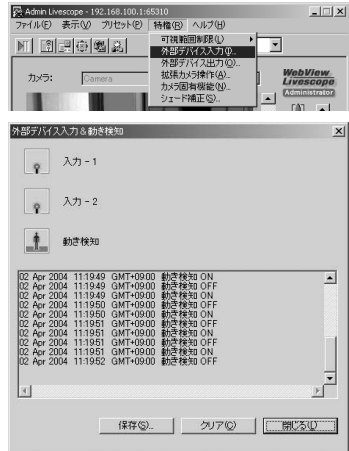 Admin Livescope - 192.168.100.1:65310
ファイル(F) 表示(V) プリセット(P) 特権(R) ヘルプ(H)
可視範囲制限(L)
外部デバイス入力(I)...
外部デバイス出力(O)...
拡張カメラ操作(A)...
カメラ固有機能(N)...
シェード補正(S)...
カメラ:
Camera
WebView
Livescope
Administrator
外部デバイス入力&動き検知
入力 - 1
入力 - 2
動き検知
02 Apr 2004 11:19:49 GMT+09:00 動き検知 ON
02 Apr 2004 11:19:49 GMT+09:00 動き検知 OFF
02 Apr 2004 11:19:49 GMT+09:00 動き検知 ON
02 Apr 2004 11:19:49 GMT+09:00 動き検知 OFF
02 Apr 2004 11:19:50 GMT+09:00 動き検知 ON
02 Apr 2004 11:19:51 GMT+09:00 動き検知 OFF
02 Apr 2004 11:19:51 GMT+09:00 動き検知 ON
02 Apr 2004 11:19:51 GMT+09:00 動き検知 OFF
02 Apr 2004 11:19:51 GMT+09:00 動き検知 ON
02 Apr 2004 11:19:52 GMT+09:00 動き検知 OFF
保存(S)... クリア(C) 閉じる(U)